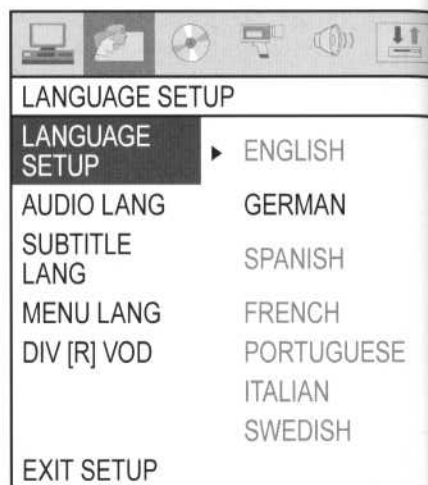 LANGUAGE SETUP
LANGUAGE
SETUP
ENGLISH
AUDIO LANG
GERMAN
SUBTITLE
LANG
SPANISH
MENU LANG
FRENCH
DIV [R] VOD
PORTUGUESE
ITALIAN
SWEDISH
EXIT SETUP